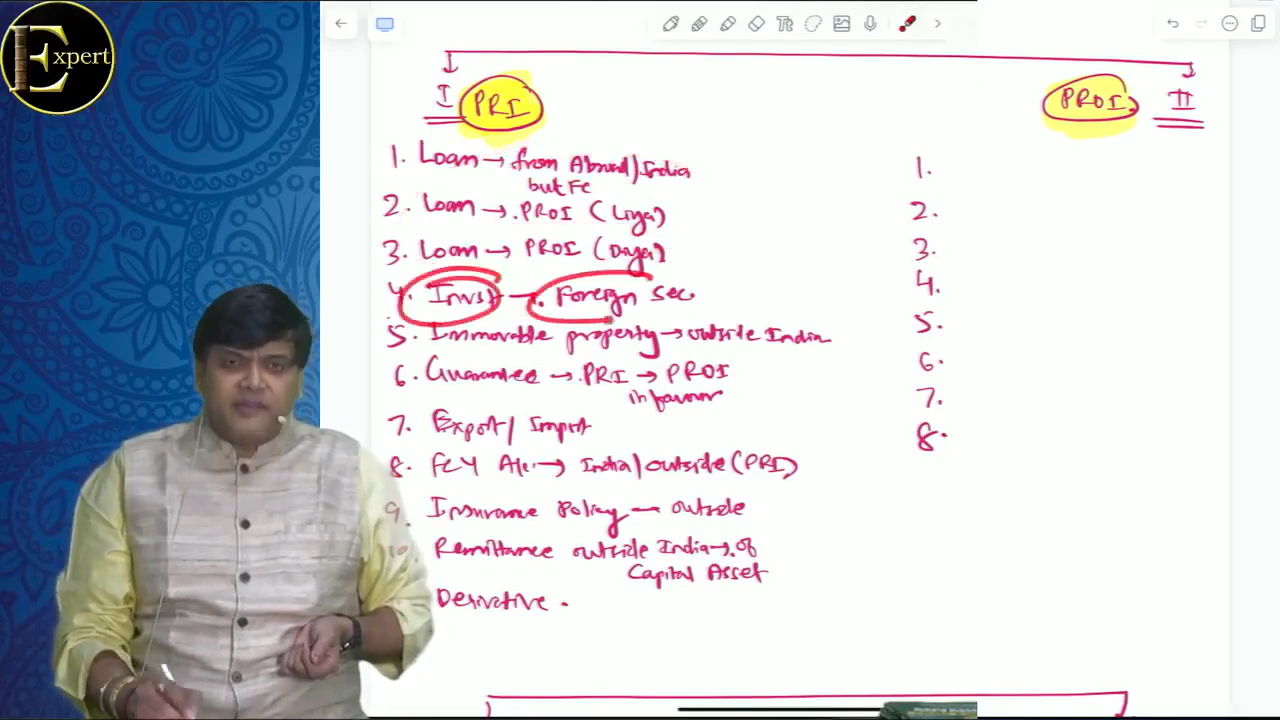 Expert
I PRI
PROI II
1. Loan → from Abroad/India
but FC
2. Loan → PROI (Liya)
3. Loan → PROI (Diya)
4. Invst → Foreign Sec
5. Immovable property → outside India
6. Guarantee → PRI → PROI
in favour
7. Export/Import
8. FCY A/c → India/outside (PRI)
9. Insurance Policy — outside
10. Remittance outside India → of
Capital Asset
Derivative.
1.
2.
3.
4.
5.
6.
7.
8.